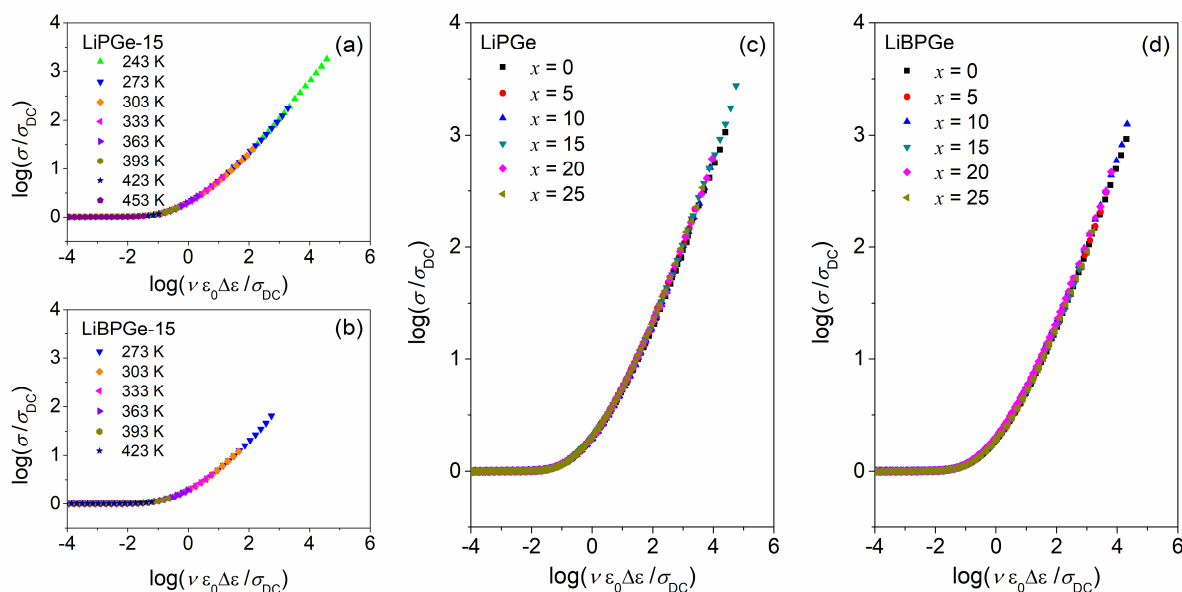 (a)
LiPGe-15
243 K
273 K
303 K
333 K
363 K
393 K
423 K
453 K
4
3
2
1
0
-4 -2 0 2 4 6
log(σ/σDC)
log(ν ε0Δε/σDC)
(b)
LiBPGe-15
273 K
303 K
333 K
363 K
393 K
423 K
4
3
2
1
0
-4 -2 0 2 4 6
log(σ/σDC)
log(ν ε0Δε/σDC)
(c)
LiPGe
x = 0
x = 5
x = 10
x = 15
x = 20
x = 25
4
3
2
1
0
-4 -2 0 2 4 6
log(σ/σDC)
log(ν ε0Δε/σDC)
(d)
LiBPGe
x = 0
x = 5
x = 10
x = 15
x = 20
x = 25
4
3
2
1
0
-4 -2 0 2 4 6
log(σ/σDC)
log(ν ε0Δε/σDC)